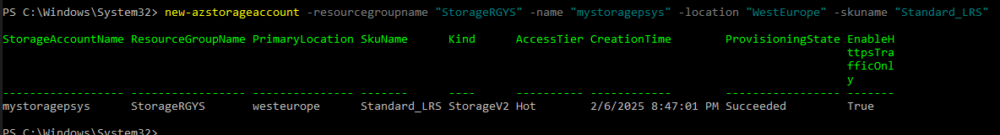 PS C:\Windows\System32> new-azstorageaccount -resourcegroupname "StorageRGYS" -name "mystoragepsys" -location "WestEurope" -skuname "Standard_LRS"
StorageAccountName ResourceGroupName PrimaryLocation SkuName Kind AccessTier CreationTime ProvisioningState EnableH
ttpsTra
fficOnl
y
------------------ ----------------- --------------- ------- ---- ---------- ------------ ----------------- -------
mystoragepsys StorageRGYS westeurope Standard_LRS StorageV2 Hot 2/6/2025 8:47:01 PM Succeeded True
PS C:\Windows\System32>